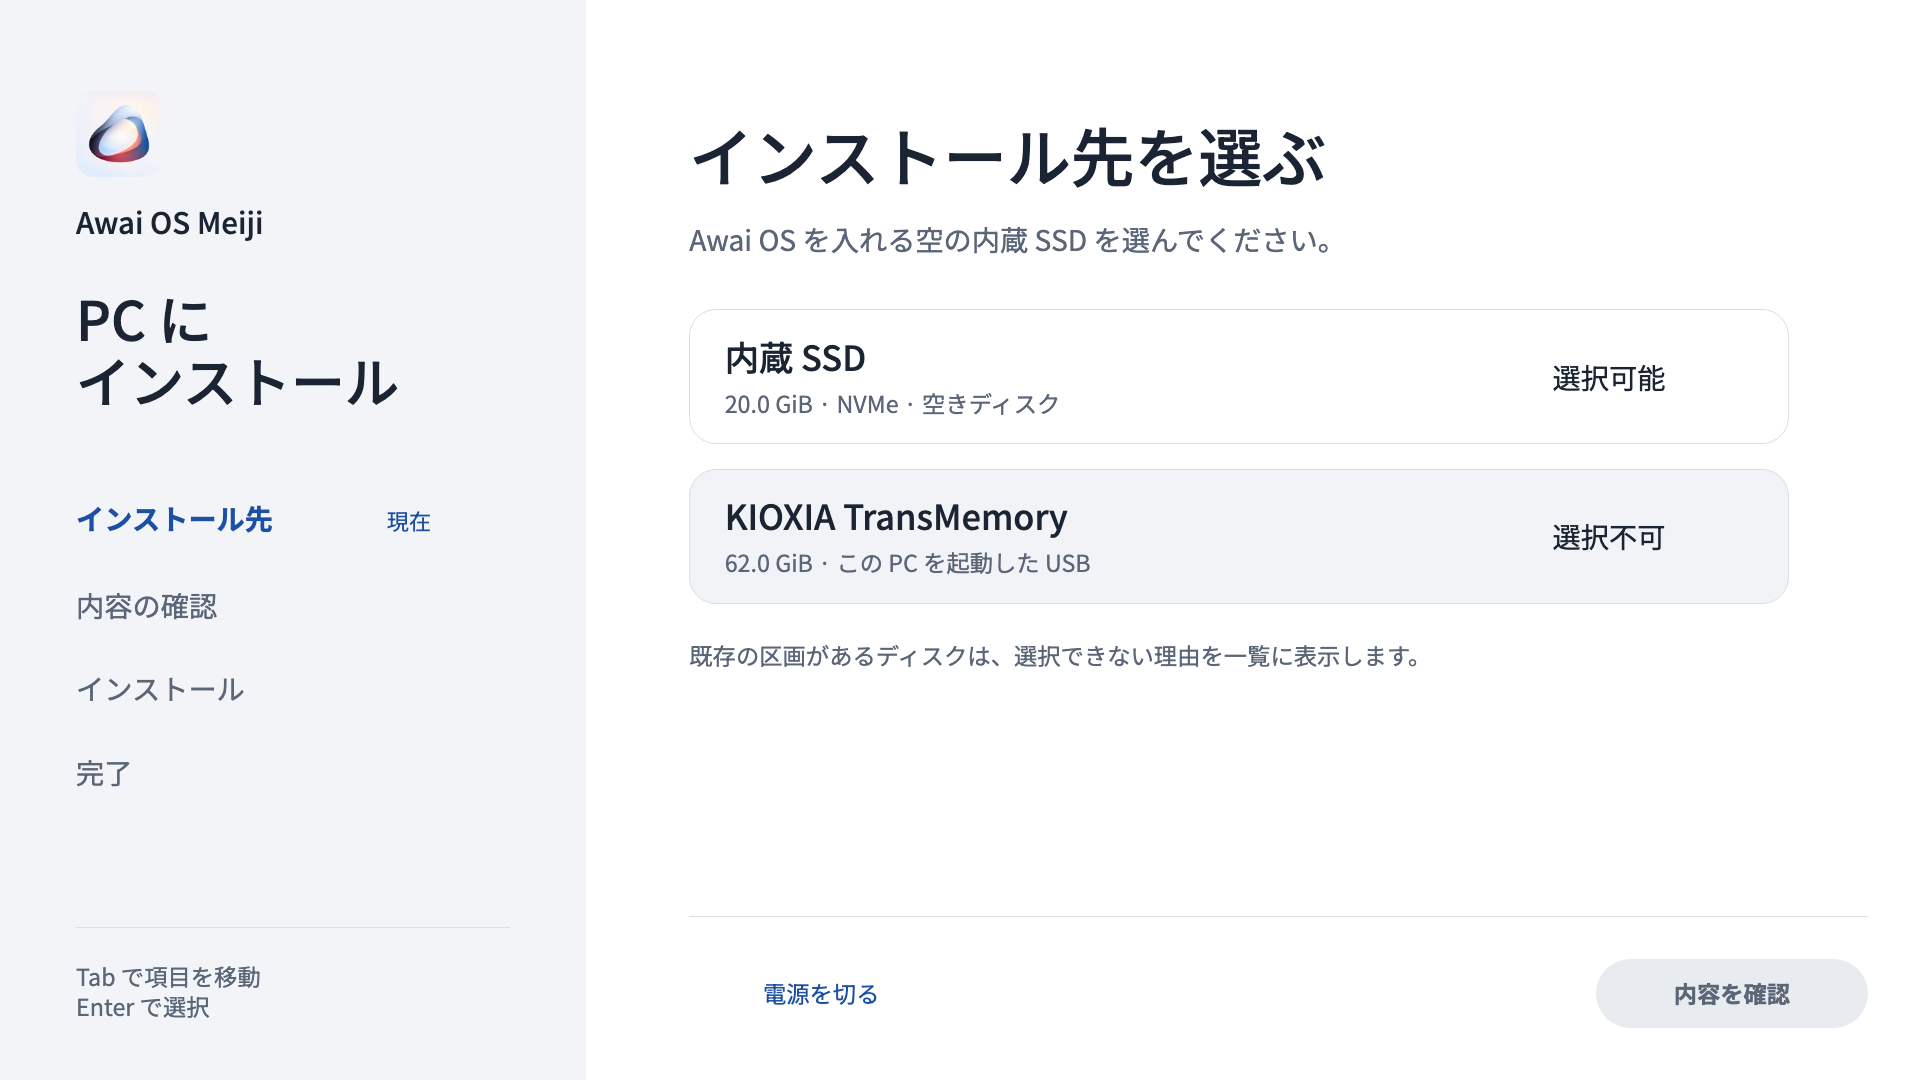 Awai OS Meiji
PC に
インストール
インストール先 現在
内容の確認
インストール
完了
Tab で項目を移動
Enter で選択
インストール先を選ぶ
Awai OS を入れる空の内蔵 SSD を選んでください。
内蔵 SSD
20.0 GiB · NVMe · 空きディスク
選択可能
KIOXIA TransMemory
62.0 GiB · この PC を起動した USB
選択不可
既存の区画があるディスクは、選択できない理由を一覧に表示します。
電源を切る
内容を確認